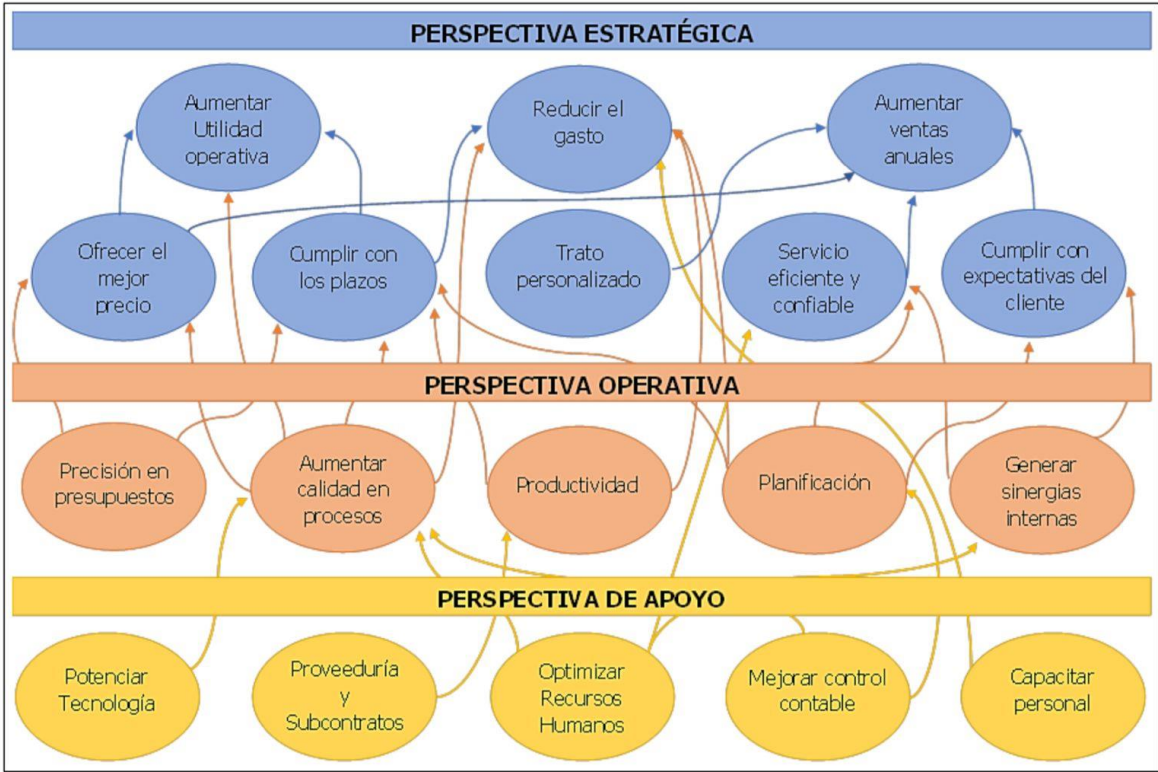 PERSPECTIVA ESTRATÉGICA
Aumentar
Utilidad
operativa
Reducir el
gasto
Aumentar
ventas
anuales
Ofrecer el
mejor
precio
Cumplir con
los plazos
Trato
personalizado
Servicio
eficiente y
confiable
Cumplir con
expectativas del
cliente
PERSPECTIVA OPERATIVA
Precisión en
presupuestos
Aumentar
calidad en
procesos
Productividad
Planificación
Generar
sinergias
internas
PERSPECTIVA DE APOYO
Potenciar
Tecnología
Proveeduría
y
Subcontratos
Optimizar
Recursos
Humanos
Mejorar control
contable
Capacitar
personal